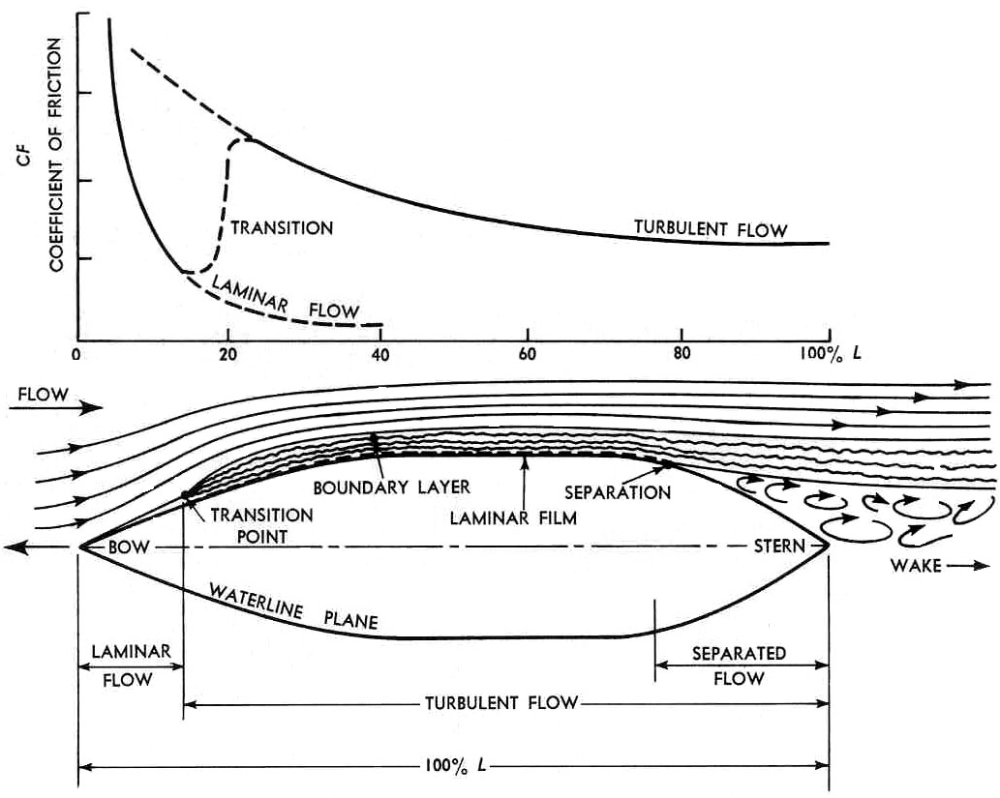 CF
COEFFICIENT OF FRICTION
TRANSITION
TURBULENT FLOW
LAMINAR FLOW
0
20
40
60
80
100% L
FLOW
BOUNDARY LAYER
SEPARATION
TRANSITION
POINT
LAMINAR FILM
BOW
STERN
WAKE
WATERLINE PLANE
LAMINAR
FLOW
SEPARATED
FLOW
TURBULENT FLOW
100% L